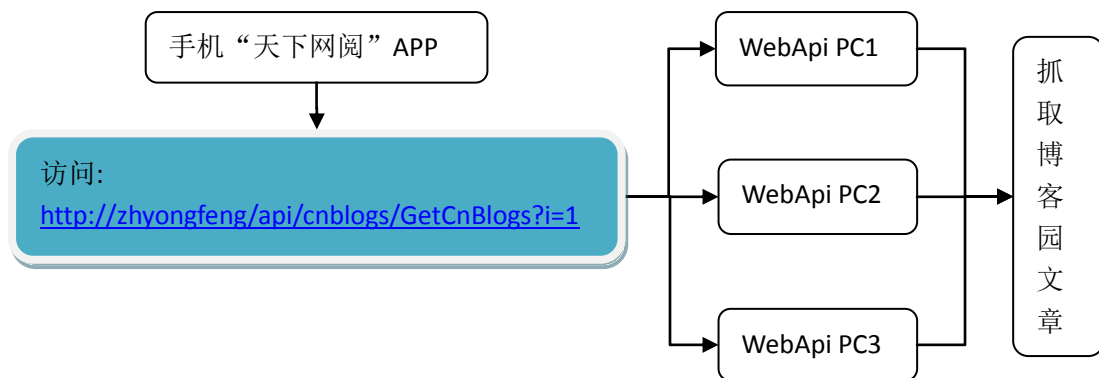 手机“天下网阅”APP
访问:
http://zhyongfeng/api/cnblogs/GetCnBlogs?i=1
WebApi PC1
WebApi PC2
WebApi PC3
抓
取
博
客
园
文
章